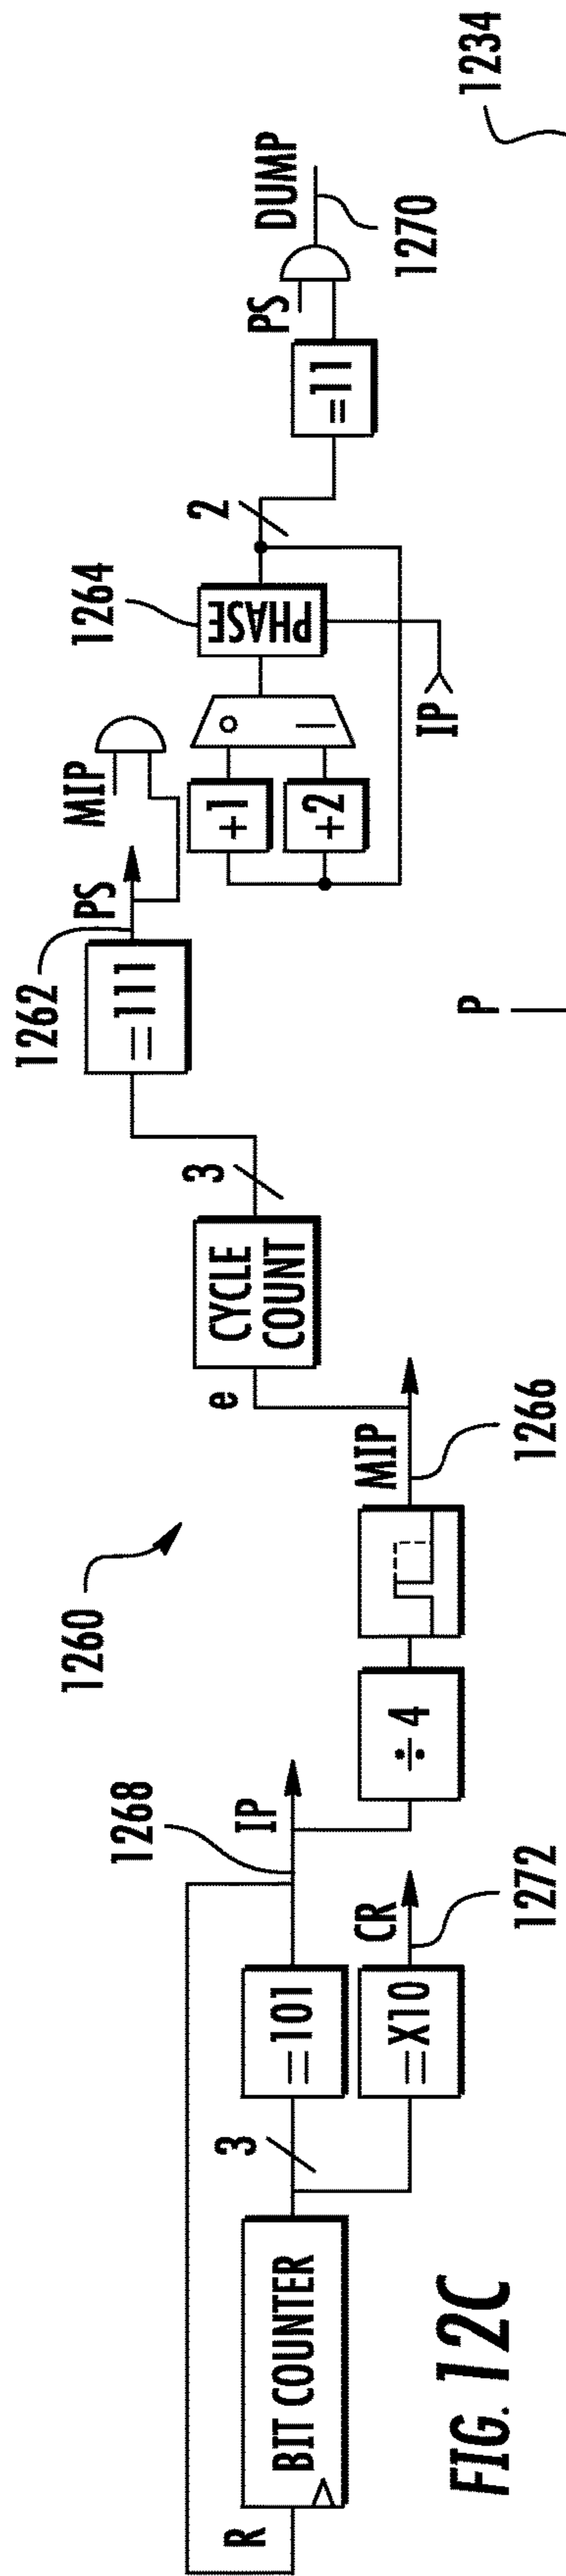 R
BIT COUNTER
3
=101
=X10
1268
IP
CR
1272
÷4
1260
MIP
1266
e
CYCLE
COUNT
3
=111
1262
PS
MIP
+1
+2
0
1
PHASE
1264
IP
2
=11
PS
DUMP
1270
P
1234
FIG. 12C